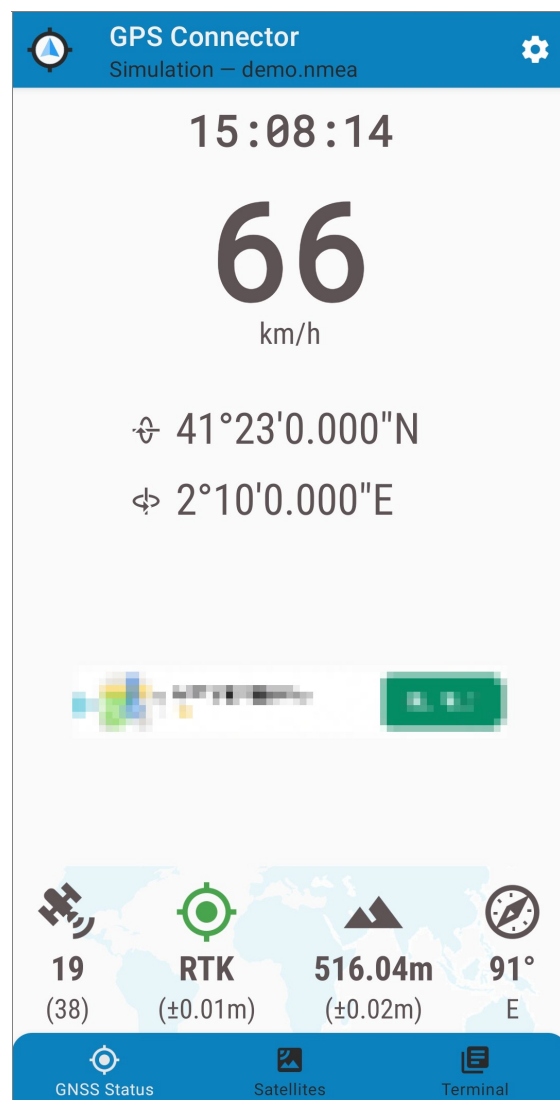 GPS Connector
Simulation — demo.nmea
15:08:14
66
km/h
41°23'0.000"N
2°10'0.000"E
19 RTK 516.04m 91°
(38) (±0.01m) (±0.02m) E
GNSS Status Satellites Terminal